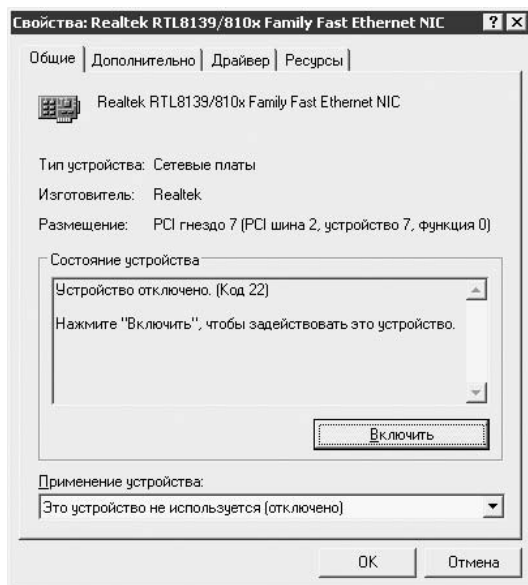 Свойства: Realtek RTL8139/810x Family Fast Ethernet NIC
Общие Дополнительно Драйвер Ресурсы
Realtek RTL8139/810x Family Fast Ethernet NIC
Тип устройства: Сетевые платы
Изготовитель: Realtek
Размещение: PCI гнездо 7 (PCI шина 2, устройство 7, функция 0)
Состояние устройства
Устройство отключено. (Код 22)
Нажмите "Включить", чтобы задействовать это устройство.
Включить
Применение устройства:
Это устройство не используется (отключено)
OK Отмена